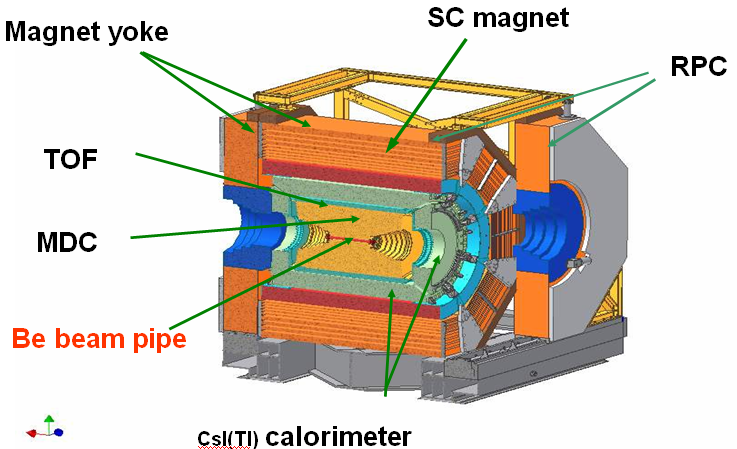 SC magnet
Magnet yoke
RPC
TOF
MDC
Be beam pipe
CsI(Tl) calorimeter